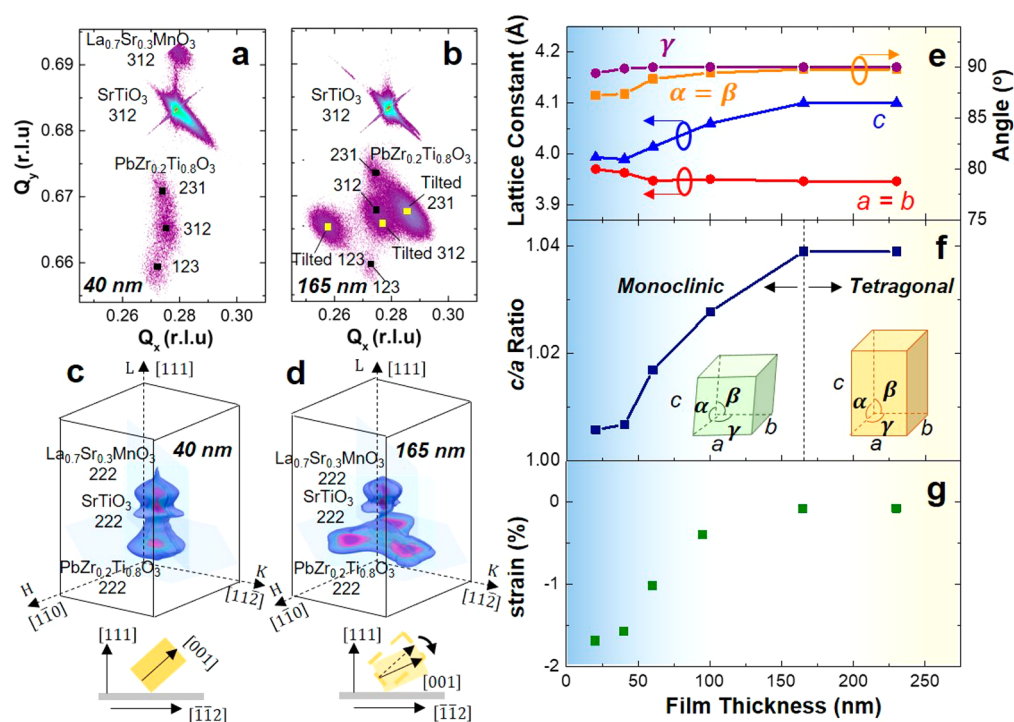 a
La₀.₇Sr₀.₃MnO₃
312
SrTiO₃
312
PbZr₀.₂Ti₀.₈O₃
231
312
123
40 nm
0.69
0.68
0.67
0.66
Q_y (r.l.u)
0.26 0.28 0.30
Q_x (r.l.u)
b
SrTiO₃
312
PbZr₀.₂Ti₀.₈O₃
231
312
Tilted
231
Tilted 312
Tilted 123
123
165 nm
0.26 0.28 0.30
Q_x (r.l.u)
c
L
[111]
40 nm
La₀.₇Sr₀.₃MnO₃
222
SrTiO₃
222
PbZr₀.₂Ti₀.₈O₃
222
H
[11̅0]
K
[112̅]
[111]
[001]
[1̅1̅2]
d
L
[111]
165 nm
La₀.₇Sr₀.₃MnO₃
222
SrTiO₃
222
PbZr₀.₂Ti₀.₈O₃
222
H
[11̅0]
K
[112̅]
[111]
[001]
[1̅1̅2]
e
γ
α = β
c
a = b
Lattice Constant (Å)
4.2
4.1
4.0
3.9
Angle (º)
90
85
80
75
f
Monoclinic
Tetragonal
c/a Ratio
1.04
1.02
1.00
c
α
β
γ
a
b
c
α
β
γ
a
b
g
strain (%)
0
-1
-2
0 50 100 150 200 250
Film Thickness (nm)